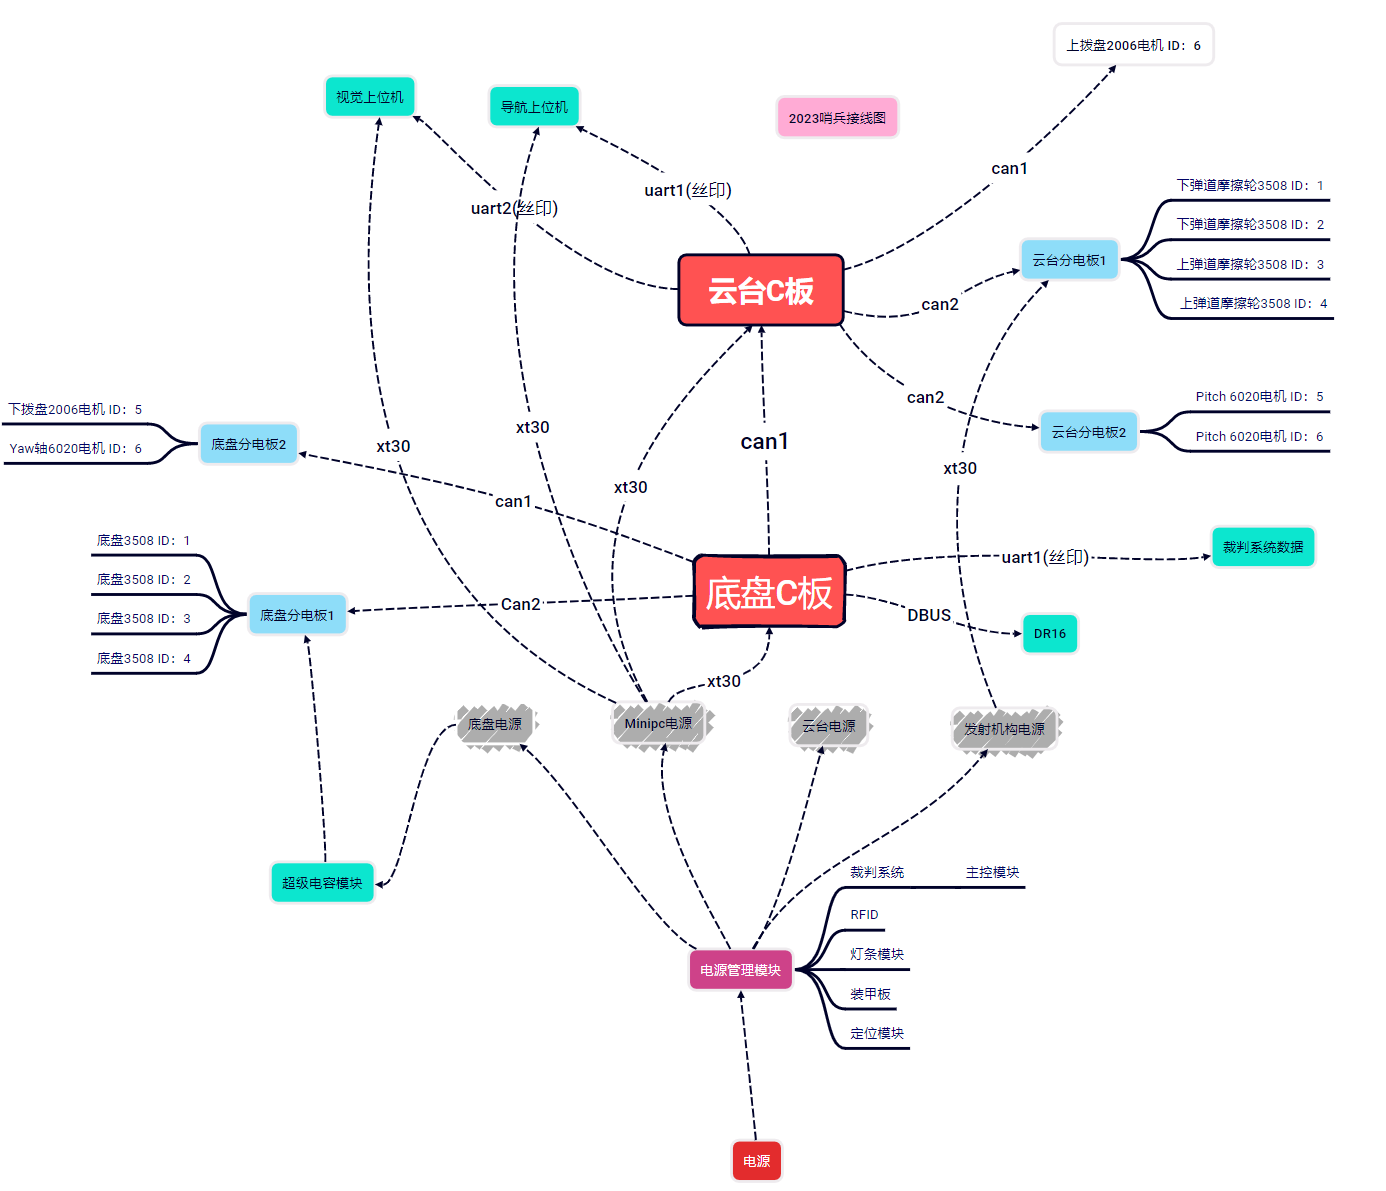 上拨盘2006电机 ID：6
视觉上位机
导航上位机
2023哨兵接线图
can1
uart1(丝印)
uart2(丝印)
下弹道摩擦轮3508 ID：1
下弹道摩擦轮3508 ID：2
上弹道摩擦轮3508 ID：3
上弹道摩擦轮3508 ID：4
云台分电板1
云台C板
can2
can2
Pitch 6020电机 ID：5
Pitch 6020电机 ID：6
云台分电板2
下拨盘2006电机 ID：5
Yaw轴6020电机 ID：6
底盘分电板2
xt30
xt30
can1
xt30
xt30
can1
底盘3508 ID：1
底盘3508 ID：2
底盘3508 ID：3
底盘3508 ID：4
底盘分电板1
Can2
底盘C板
uart1(丝印)
裁判系统数据
DBUS
DR16
xt30
底盘电源
Minipc电源
云台电源
发射机构电源
超级电容模块
裁判系统
主控模块
RFID
灯条模块
装甲板
定位模块
电源管理模块
电源